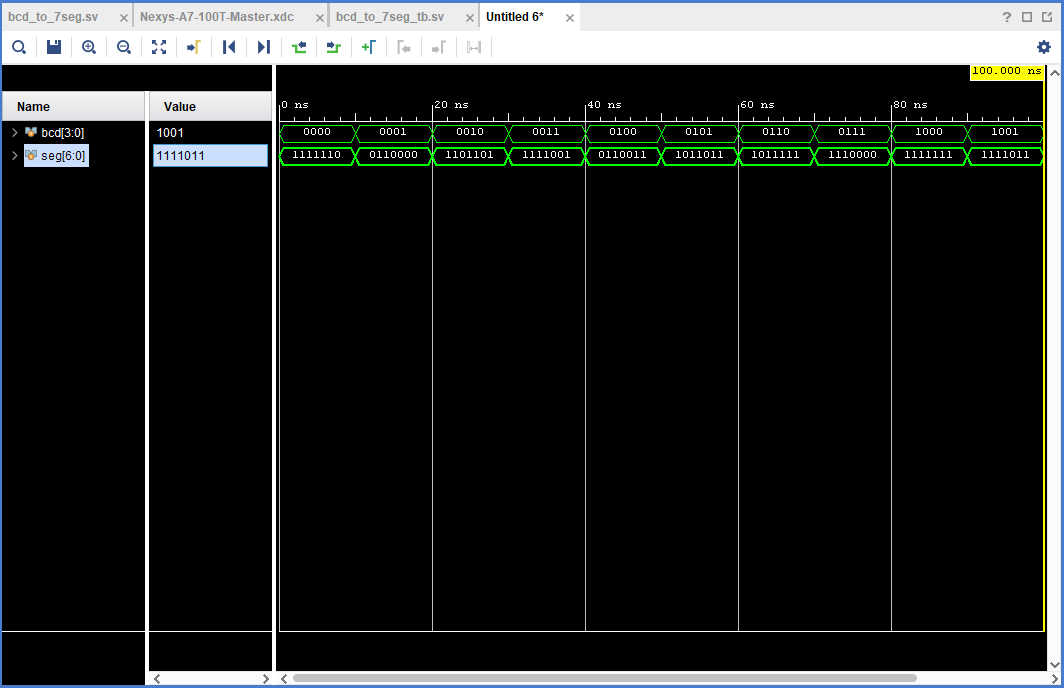 bcd_to_7seg.sv Nexys-A7-100T-Master.xdc bcd_to_7seg_tb.sv Untitled 6*
100.000 ns
Name Value 0 ns 20 ns 40 ns 60 ns 80 ns
bcd[3:0] 1001 0000 0001 0010 0011 0100 0101 0110 0111 1000 1001
seg[6:0] 1111011 1111110 0110000 1101101 1111001 0110011 1011011 1011111 1110000 1111111 1111011